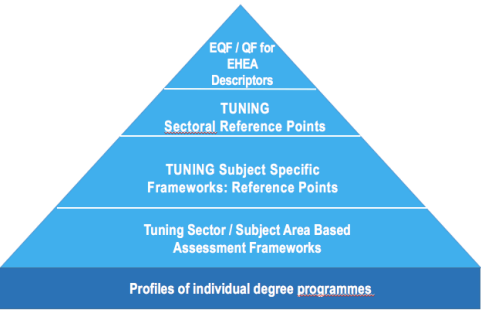 EQF / QF for
EHEA
Descriptors
TUNING
Sectoral Reference Points
TUNING Subject Specific
Frameworks: Reference Points
Tuning Sector / Subject Area Based
Assessment Frameworks
Profiles of individual degree programmes